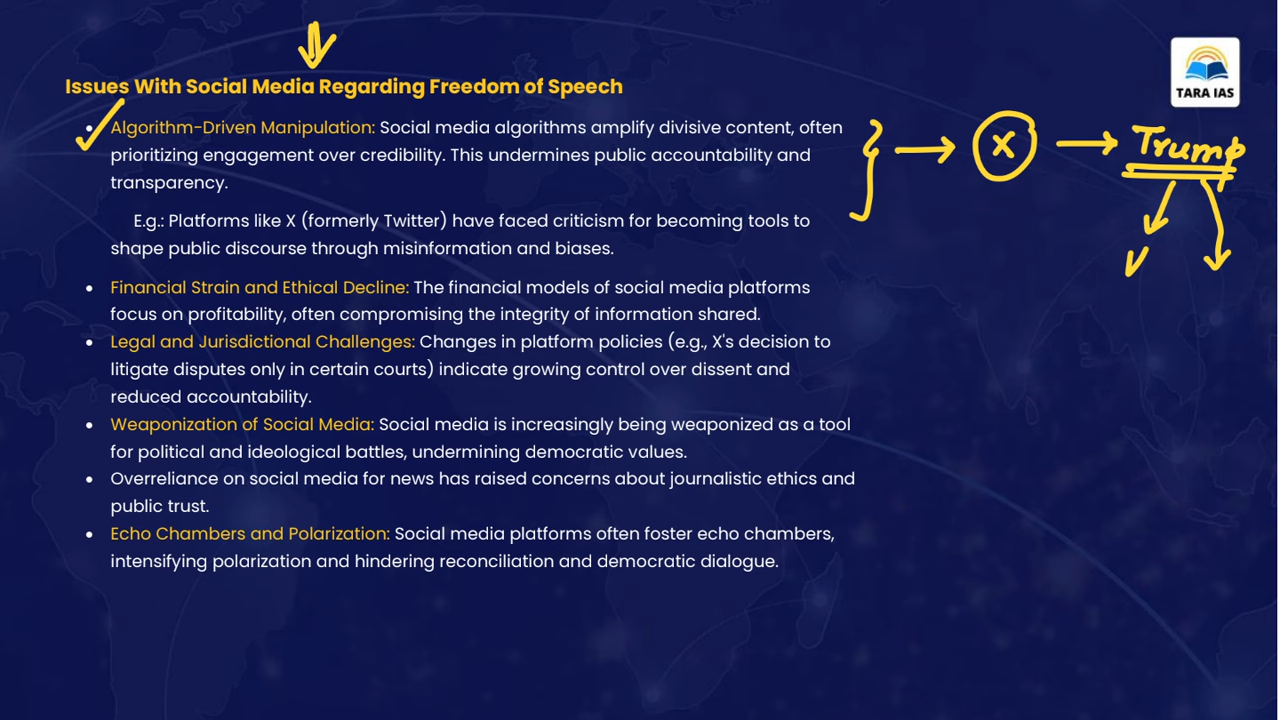 TARA IAS
Issues With Social Media Regarding Freedom of Speech
• Algorithm-Driven Manipulation: Social media algorithms amplify divisive content, often
prioritizing engagement over credibility. This undermines public accountability and
transparency.
E.g.: Platforms like X (formerly Twitter) have faced criticism for becoming tools to
shape public discourse through misinformation and biases.
• Financial Strain and Ethical Decline: The financial models of social media platforms
focus on profitability, often compromising the integrity of information shared.
• Legal and Jurisdictional Challenges: Changes in platform policies (e.g., X's decision to
litigate disputes only in certain courts) indicate growing control over dissent and
reduced accountability.
• Weaponization of Social Media: Social media is increasingly being weaponized as a tool
for political and ideological battles, undermining democratic values.
• Overreliance on social media for news has raised concerns about journalistic ethics and
public trust.
• Echo Chambers and Polarization: Social media platforms often foster echo chambers,
intensifying polarization and hindering reconciliation and democratic dialogue.
X → Trump